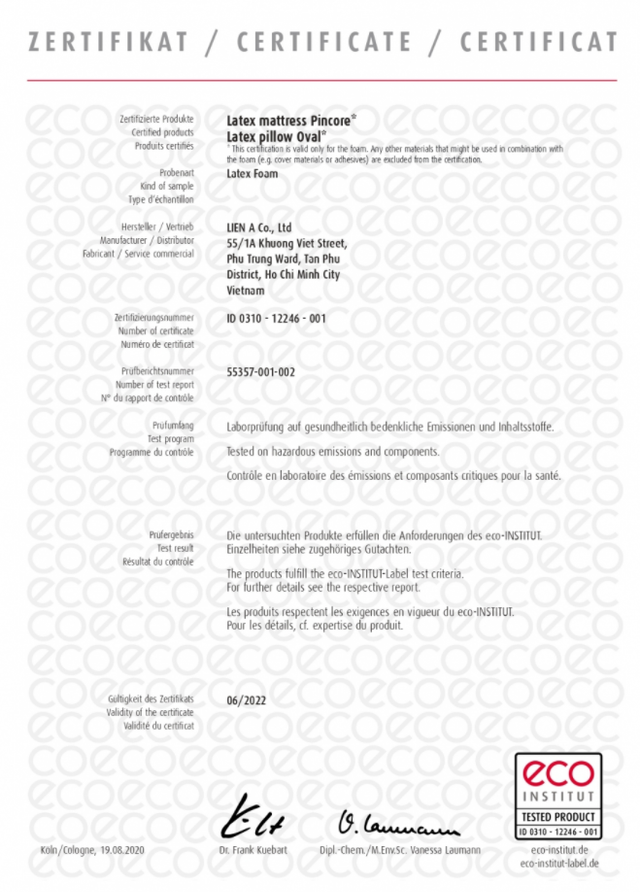 ZERTIFIKAT / CERTIFICATE / CERTIFICAT
Zertifizierte Produkte
Certified products
Produits certifiés
Latex mattress Pincore*
Latex pillow Oval*
* This certification is valid only for the foam. Any other materials that might be used in combination with
the foam (e.g. cover materials or adhesives) are excluded from the certification.
Probenart
Kind of sample
Type d'échantillon
Latex Foam
Hersteller / Vertrieb
Manufacturer / Distributor
Fabricant / Service commercial
LIEN A Co., Ltd
55/1A Khuong Viet Street,
Phu Trung Ward, Tan Phu
District, Ho Chi Minh City
Vietnam
Zertifizierungsnummer
Number of certificate
Numéro de certificat
ID 0310 - 12246 - 001
Prüfberichtsnummer
Number of test report
N° du rapport de contrôle
55357-001-002
Prüfumfang
Test program
Programme du contrôle
Laborprüfung auf gesundheitlich bedenkliche Emissionen und Inhaltsstoffe.
Tested on hazardous emissions and components.
Contrôle en laboratoire des émissions et composants critiques pour la santé.
Prüfergebnis
Test result
Résultat du contrôle
Die untersuchten Produkte erfüllen die Anforderungen des eco-INSTITUT.
Einzelheiten siehe zugehöriges Gutachten.
The products fulfill the eco-INSTITUT-Label test criteria.
For further details see the respective report.
Les produits respectent les exigences en vigueur du eco-INSTITUT.
Pour les détails, cf. expertise du produit.
Gültigkeit des Zertifikats
Validity of the certificate
Validité du certificat
06/2022
eco
INSTITUT
TESTED PRODUCT
ID 0310 - 12246 - 001
V. Laumann
Köln/Cologne, 19.08.2020
Dr. Frank Kuebart
Dipl.-Chem./M.Env.Sc. Vanessa Laumann
eco-institut.de
eco-institut-label.de